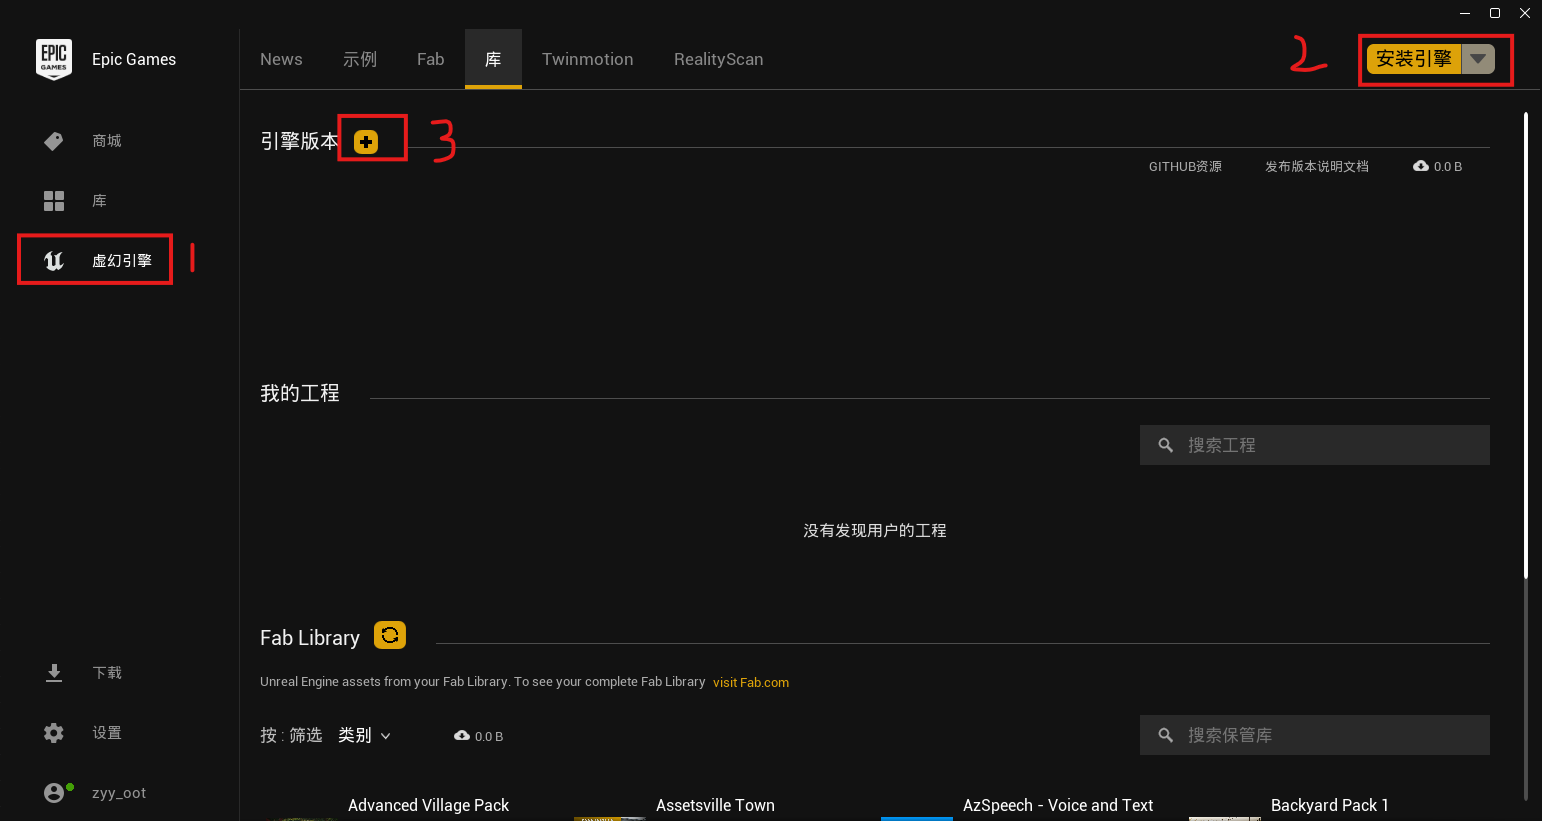 EPIC GAMES
Epic Games
News 示例 Fab 库 Twinmotion RealityScan
2
安装引擎
商城
库
虚幻引擎
1
引擎版本
3
GITHUB资源 发布版本说明文档 0.0 B
我的工程
搜索工程
没有发现用户的工程
Fab Library
Unreal Engine assets from your Fab Library. To see your complete Fab Library visit Fab.com
按 : 筛选 类别 0.0 B
搜索保管库
Advanced Village Pack Assetsville Town AzSpeech - Voice and Text Backyard Pack 1
下载
设置
zyy_oot